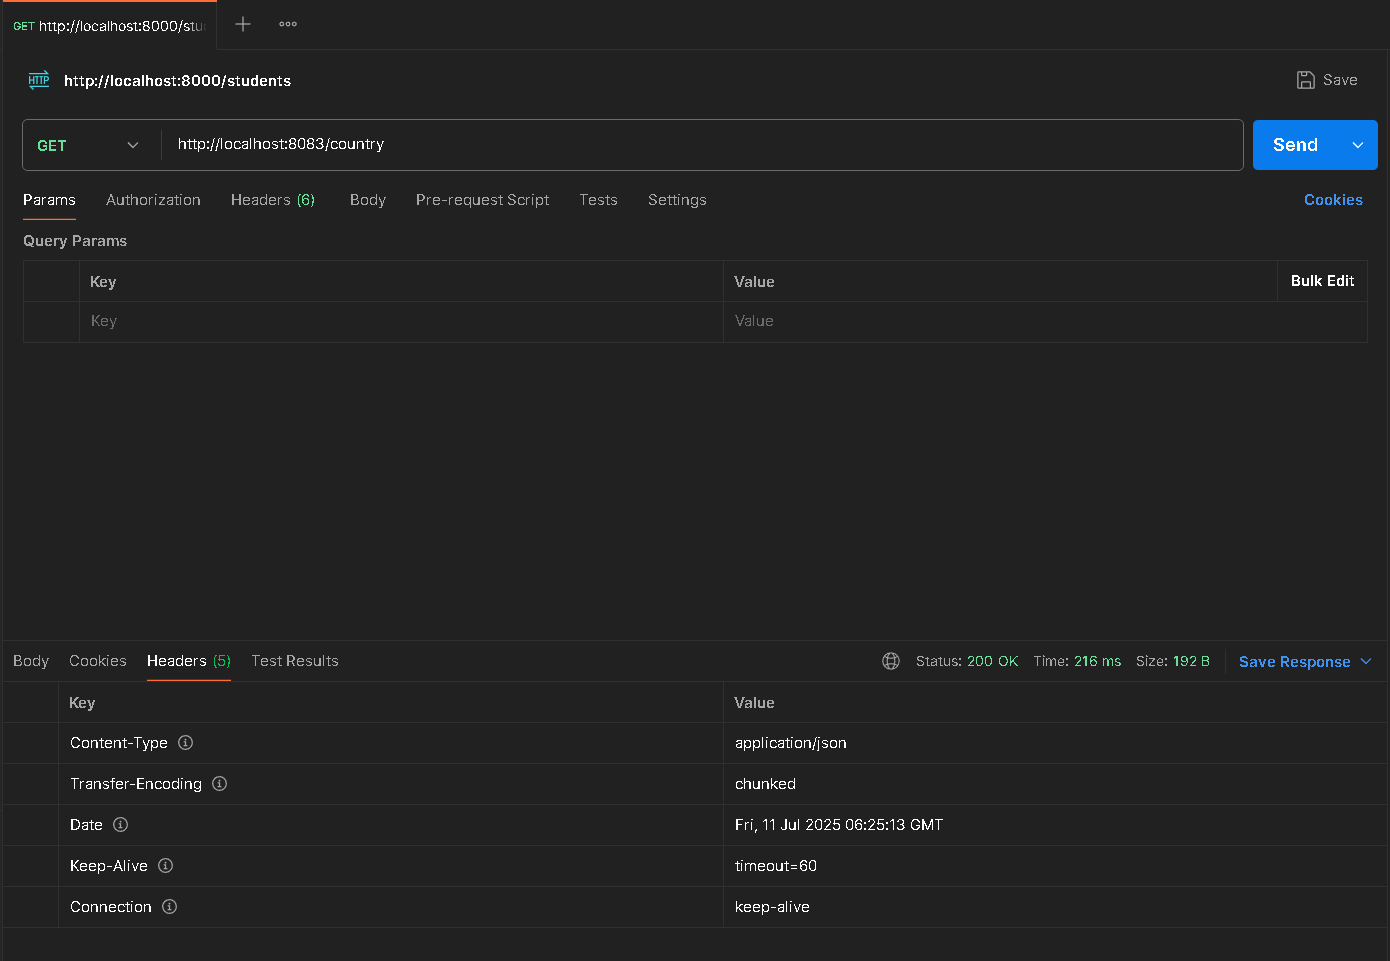 GET http://localhost:8000/stu
HTTP http://localhost:8000/students
Save
GET http://localhost:8083/country
Send
Params Authorization Headers (6) Body Pre-request Script Tests Settings Cookies
Query Params
Key Value Bulk Edit
Key Value
Body Cookies Headers (5) Test Results Status: 200 OK Time: 216 ms Size: 192 B Save Response
Key Value
Content-Type application/json
Transfer-Encoding chunked
Date Fri, 11 Jul 2025 06:25:13 GMT
Keep-Alive timeout=60
Connection keep-alive